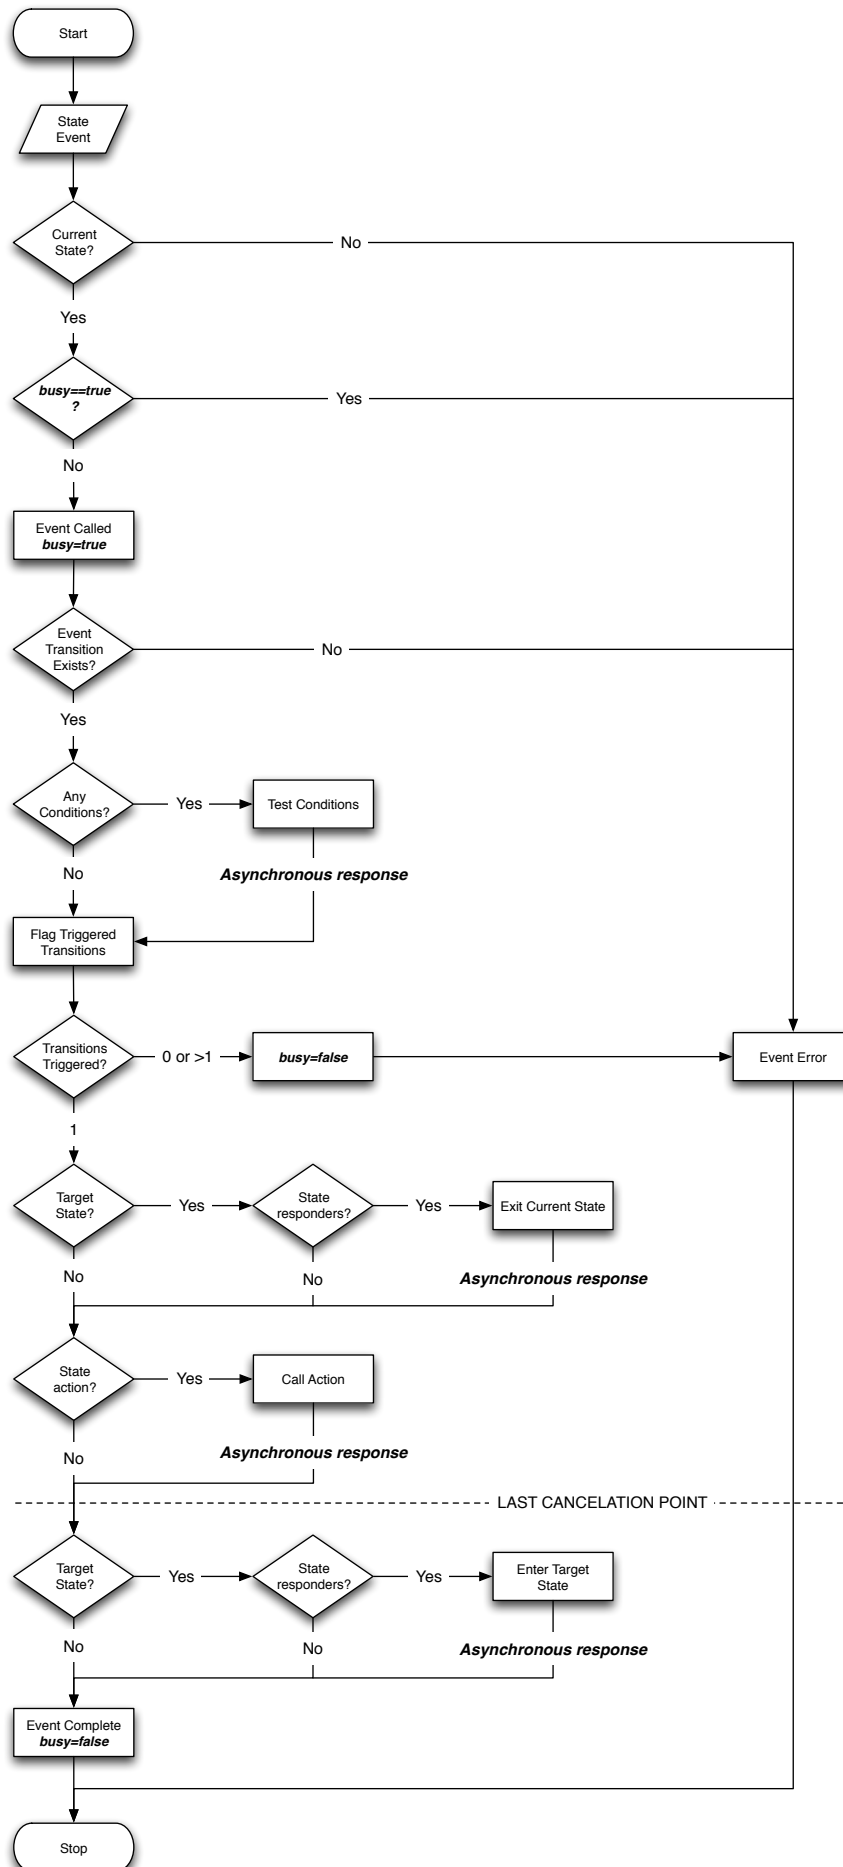 Start
State
Event
Current
State?
No
Yes
busy==true
?
Yes
No
Event Called
busy=true
Event
Transition
Exists?
No
Yes
Any
Conditions?
Yes
Test Conditions
No
Asynchronous response
Flag Triggered
Transitions
Transitions
Triggered?
0 or >1
busy=false
Event Error
1
Target
State?
Yes
State
responders?
Yes
Exit Current State
No
No
Asynchronous response
State
action?
Yes
Call Action
No
Asynchronous response
LAST CANCELATION POINT
Target
State?
Yes
State
responders?
Yes
Enter Target
State
No
No
Asynchronous response
Event Complete
busy=false
Stop